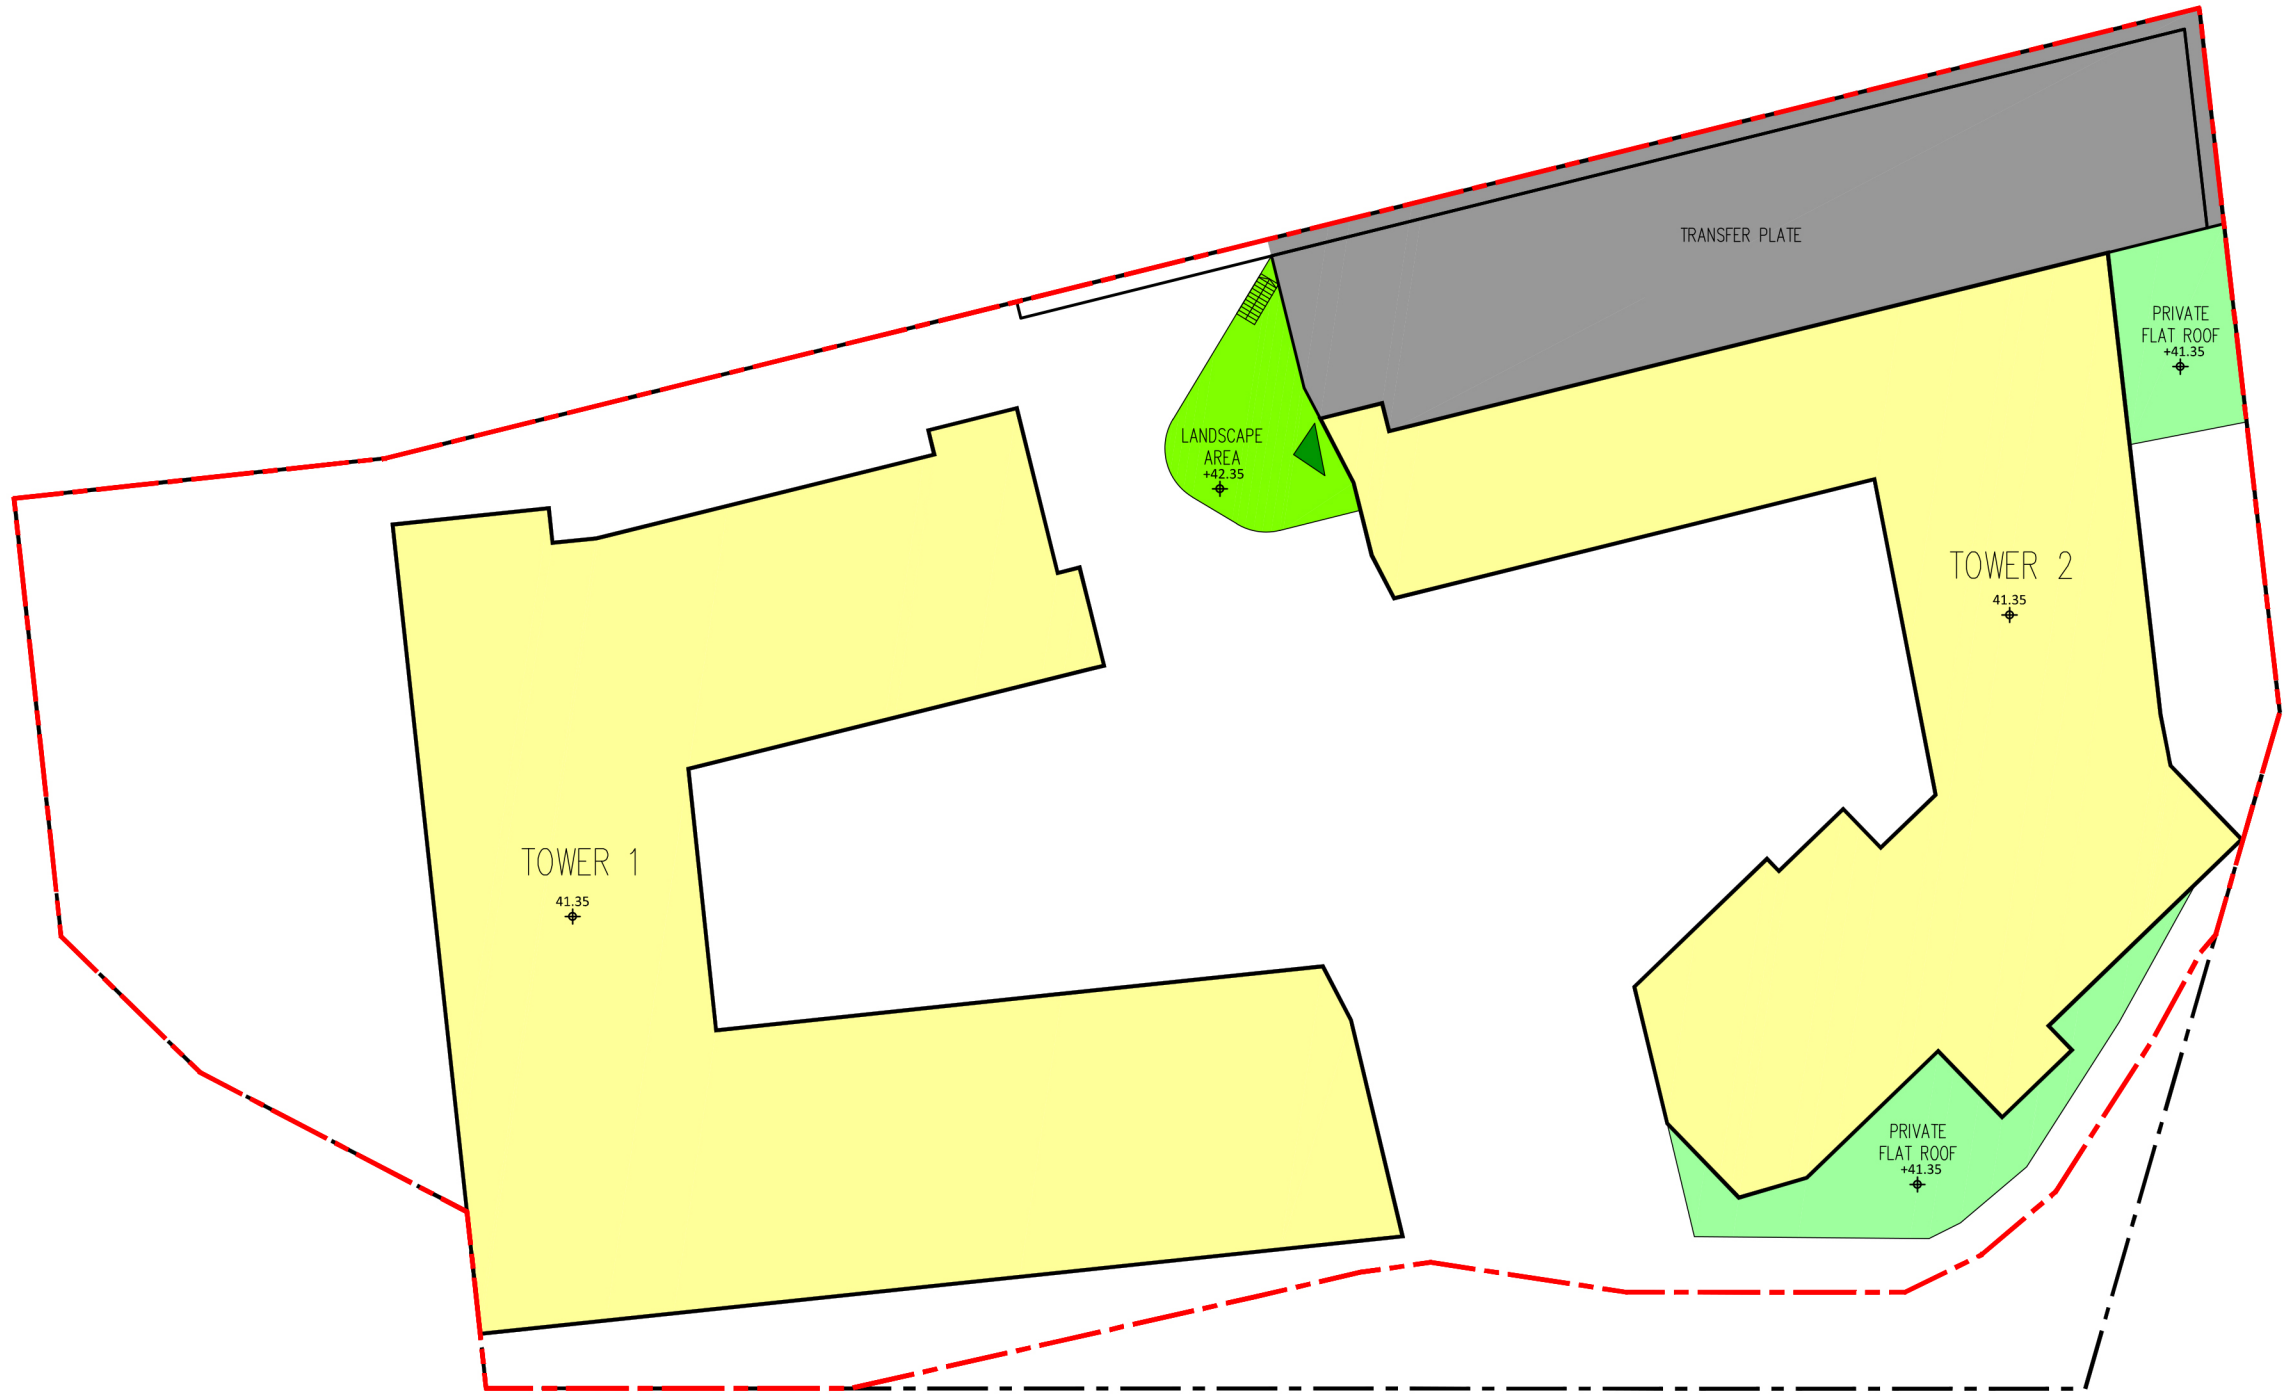 TRANSFER PLATE
PRIVATE
FLAT ROOF
+41.35
LANDSCAPE
AREA
+42.35
TOWER 2
41.35
TOWER 1
41.35
PRIVATE
FLAT ROOF
+41.35